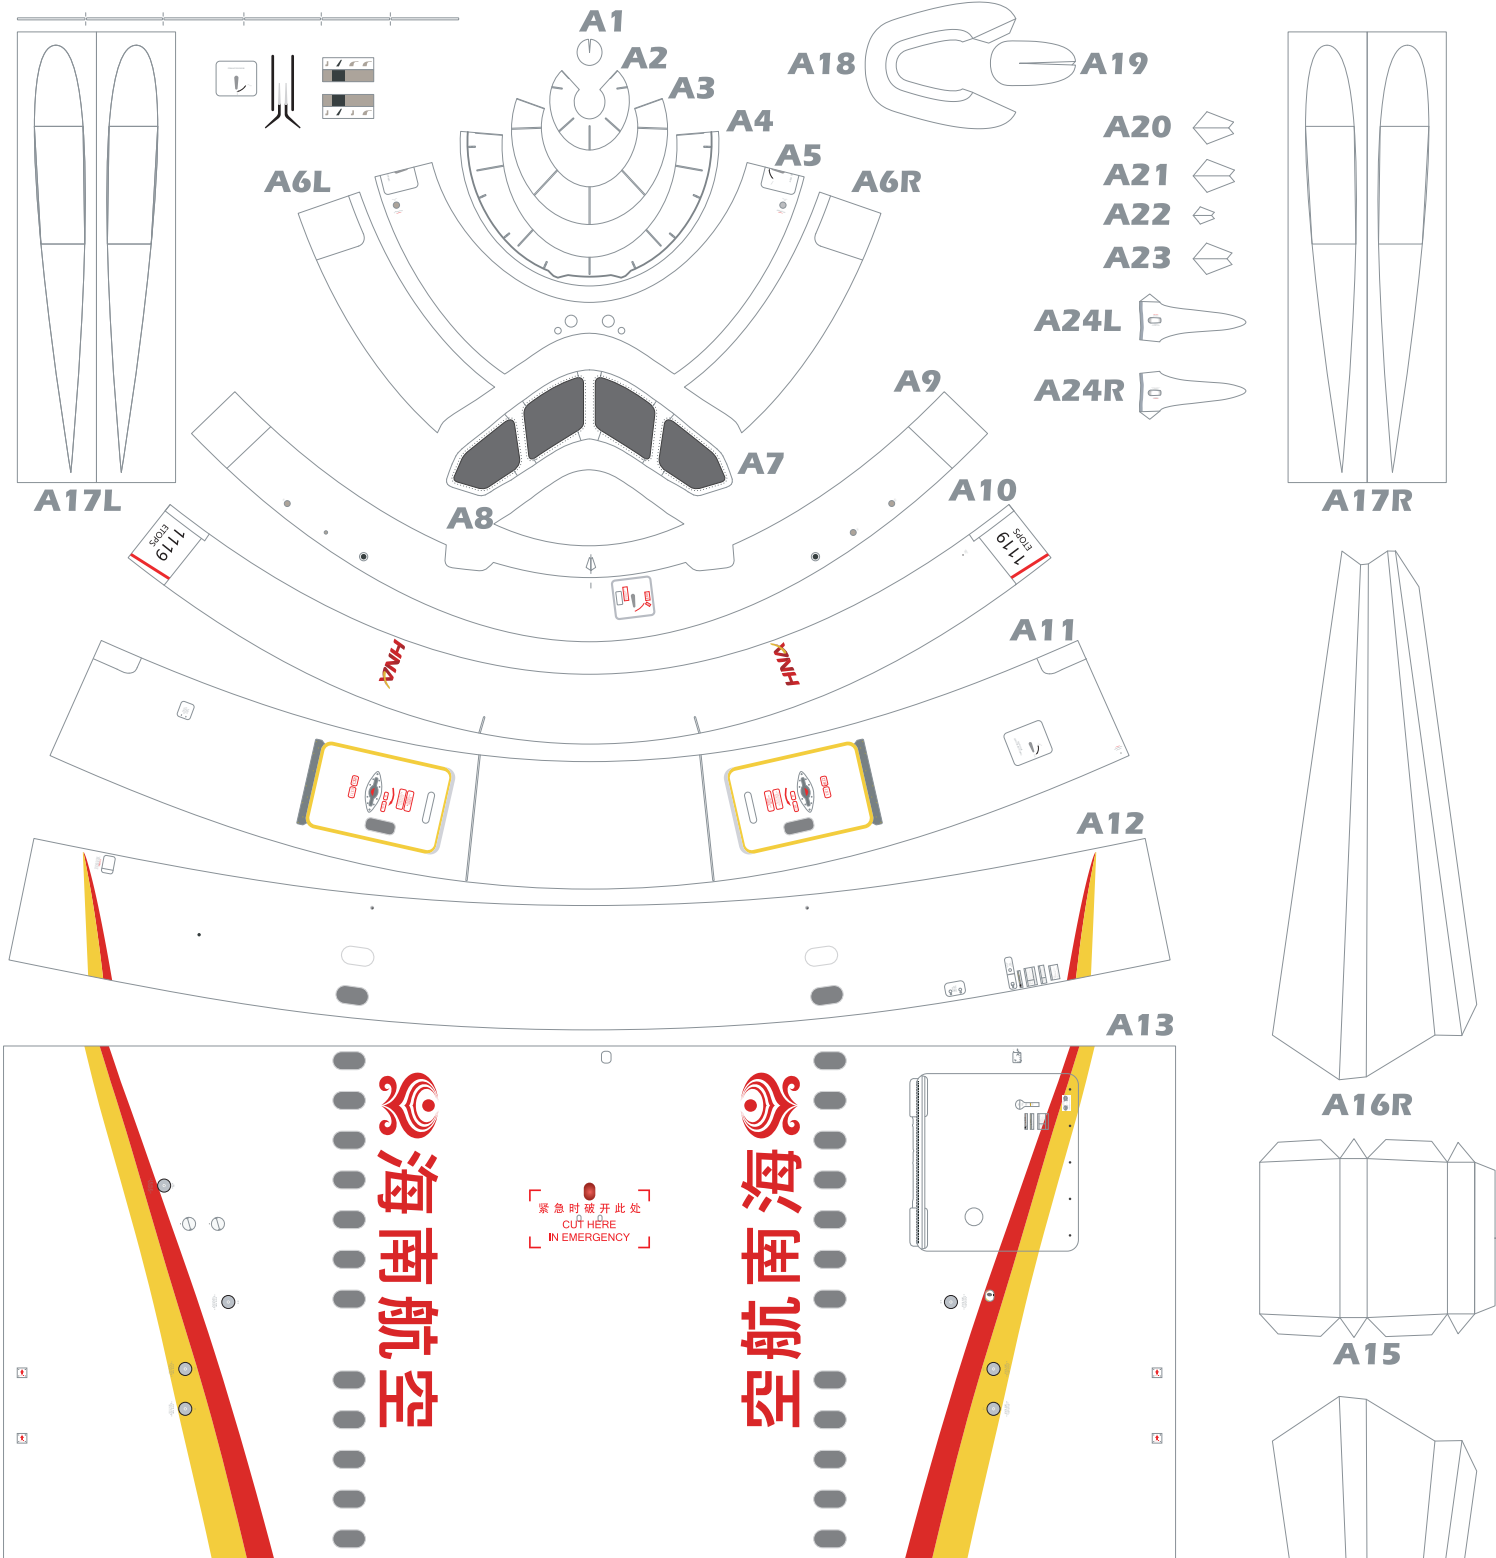 A1
A2
A3
A4
A5
A6L
A6R
A7
A8
A9
A10
A11
A12
A13
A15
A16R
A17L
A17R
A18
A19
A20
A21
A22
A23
A24L
A24R
1119
ETOPS
1119
ETOPS
HNA
HNA
海南航空
海南航空
紧急时破开此处
CUT HERE
IN EMERGENCY